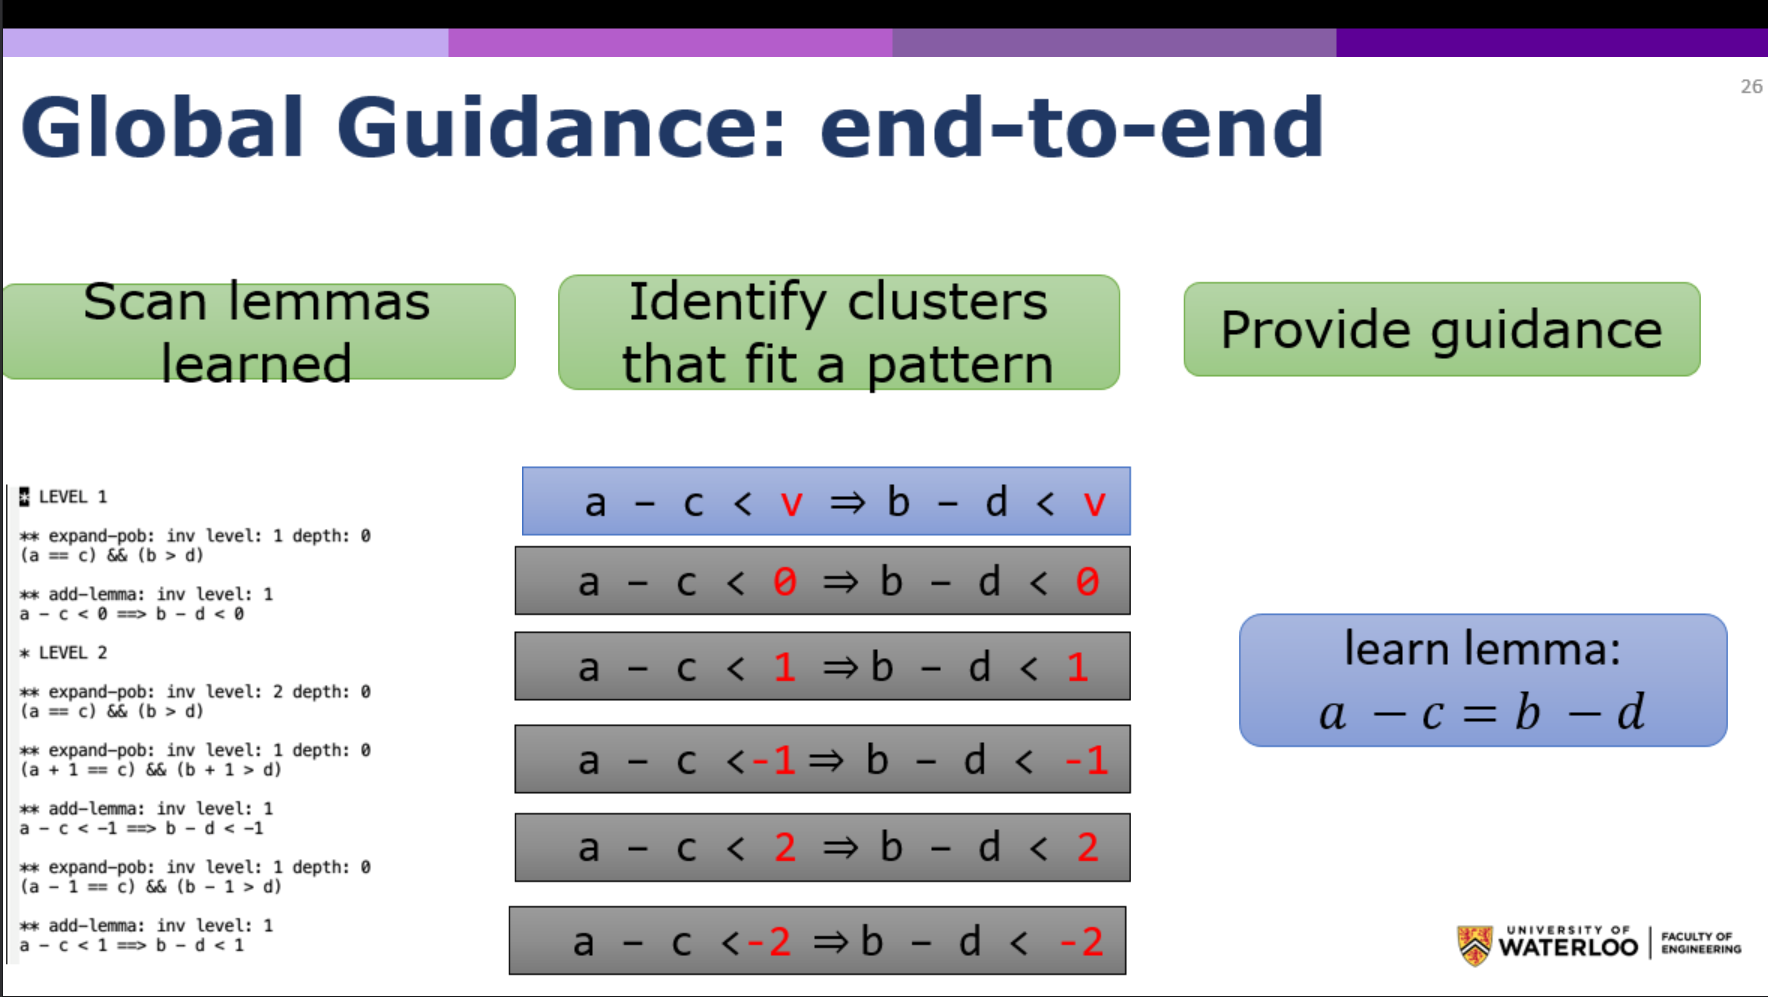 26
Global Guidance: end-to-end
Scan lemmas
learned
Identify clusters
that fit a pattern
Provide guidance
* LEVEL 1
** expand-pob: inv level: 1 depth: 0
(a == c) && (b > d)
** add-lemma: inv level: 1
a - c < 0 ==> b - d < 0
* LEVEL 2
** expand-pob: inv level: 2 depth: 0
(a == c) && (b > d)
** expand-pob: inv level: 1 depth: 0
(a + 1 == c) && (b + 1 > d)
** add-lemma: inv level: 1
a - c < -1 ==> b - d < -1
** expand-pob: inv level: 1 depth: 0
(a - 1 == c) && (b - 1 > d)
** add-lemma: inv level: 1
a - c < 1 ==> b - d < 1
a – c < v ⇒ b – d < v
a – c < 0 ⇒ b – d < 0
a – c < 1 ⇒ b – d < 1
a – c < -1 ⇒ b – d < -1
a – c < 2 ⇒ b – d < 2
a – c < -2 ⇒ b – d < -2
learn lemma:
a – c = b – d
UNIVERSITY OF
WATERLOO
FACULTY OF
ENGINEERING